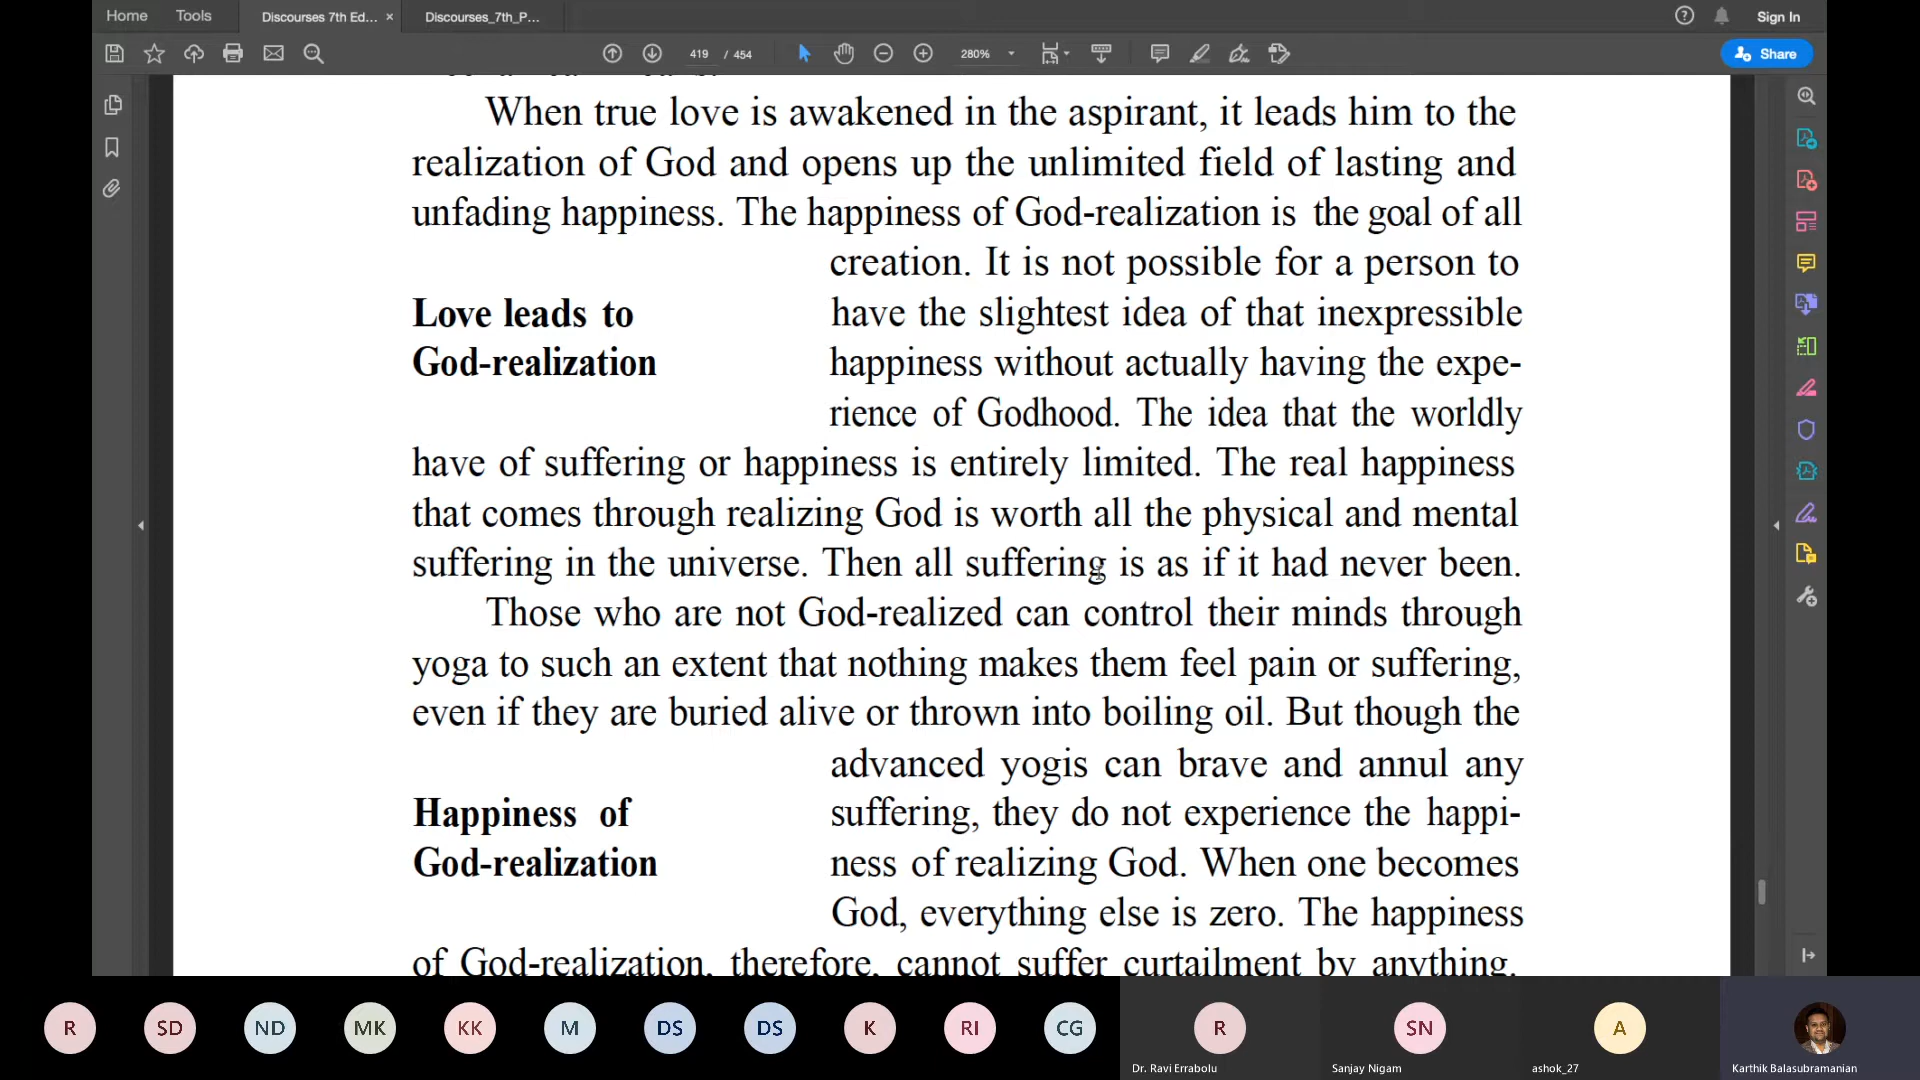 Home Tools Discourses 7th Ed... × Discourses_7th_P... Sign In
419 / 454 280% Share
When true love is awakened in the aspirant, it leads him to the
realization of God and opens up the unlimited field of lasting and
unfading happiness. The happiness of God-realization is the goal of all
creation. It is not possible for a person to
Love leads to have the slightest idea of that inexpressible
God-realization happiness without actually having the expe-
rience of Godhood. The idea that the worldly
have of suffering or happiness is entirely limited. The real happiness
that comes through realizing God is worth all the physical and mental
suffering in the universe. Then all suffering is as if it had never been.
Those who are not God-realized can control their minds through
yoga to such an extent that nothing makes them feel pain or suffering,
even if they are buried alive or thrown into boiling oil. But though the
advanced yogis can brave and annul any
Happiness of suffering, they do not experience the happi-
God-realization ness of realizing God. When one becomes
God, everything else is zero. The happiness
of God-realization, therefore, cannot suffer curtailment by anything.
R SD ND MK KK M DS DS K RI CG R SN A
Dr. Ravi Errabolu Sanjay Nigam ashok_27 Karthik Balasubramanian